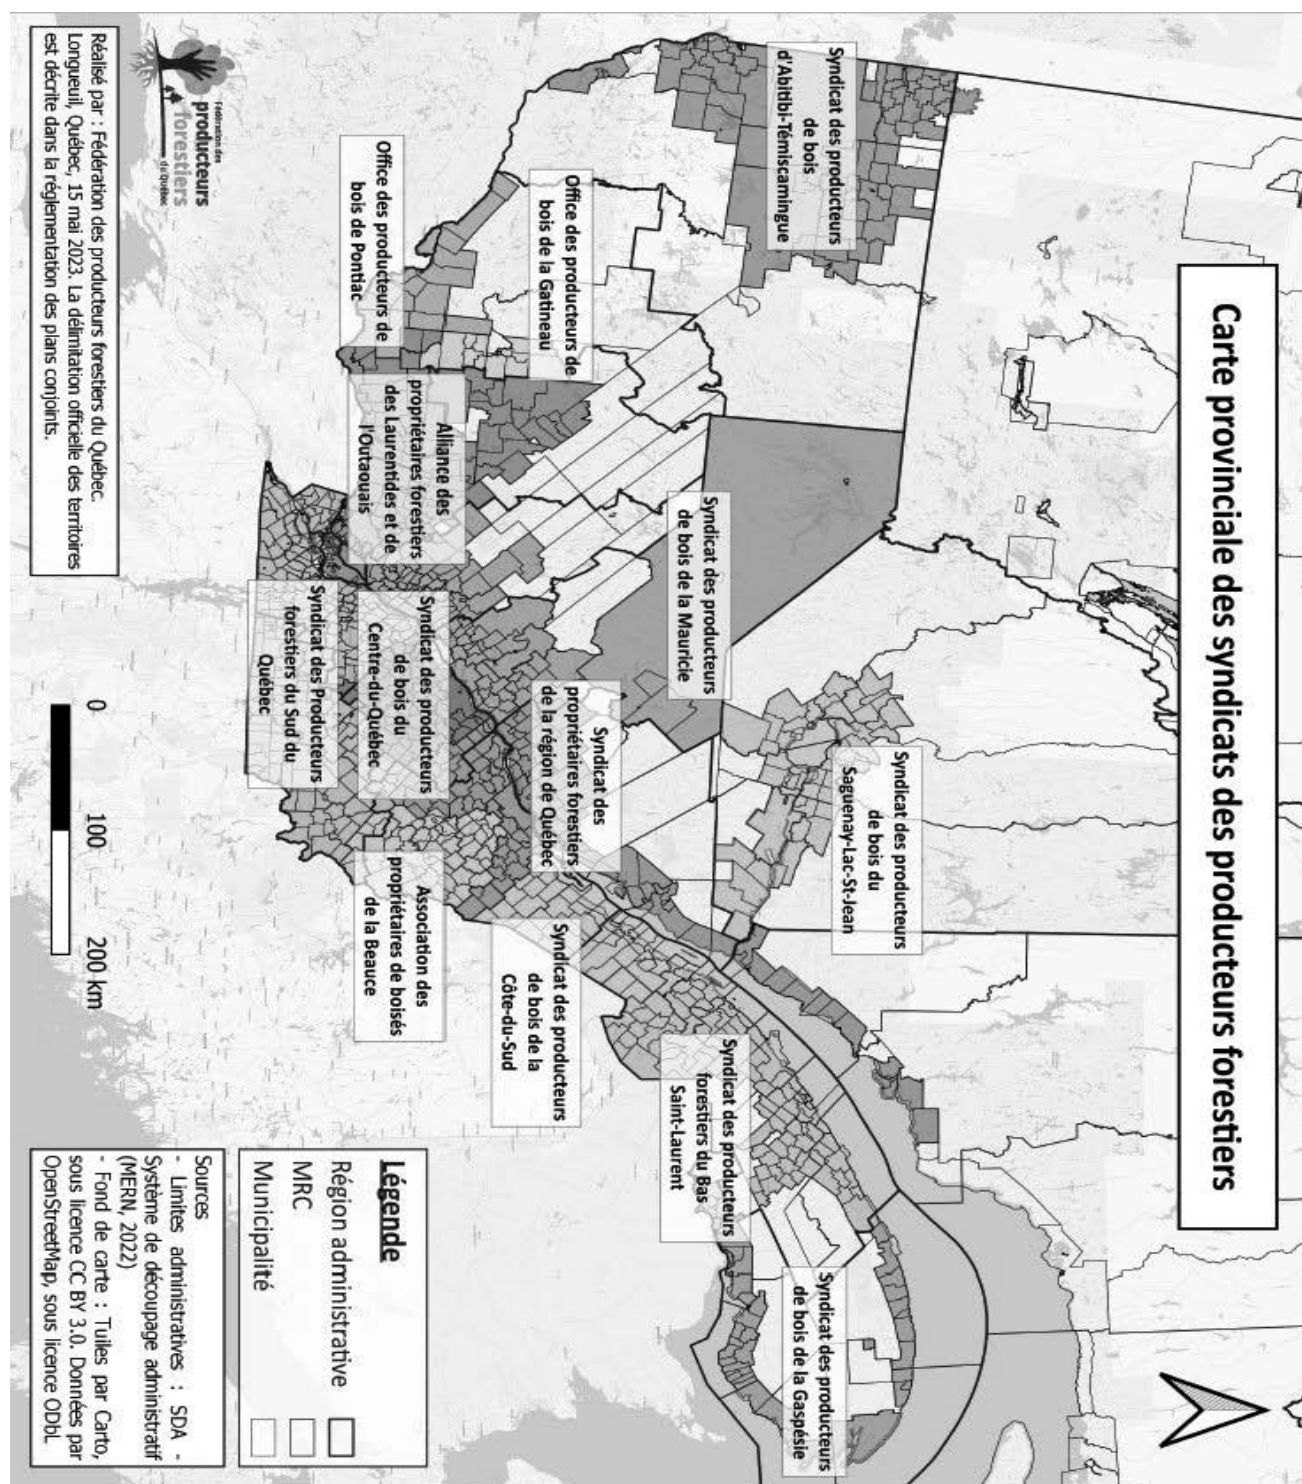 Carte provinciale des syndicats des producteurs forestiers
Syndicat des producteurs
de bois
d'Abitibi-Témiscamingue
Office des producteurs de
bois de la Gatineau
Office des producteurs de
bois de Pontiac
Alliance des
propriétaires forestiers
des Laurentides et de
l'Outaouais
Syndicat des producteurs
de bois de la Mauricie
Syndicat des producteurs
de bois du
Saguenay-Lac-St-Jean
Syndicat des
propriétaires forestiers
de la région de Québec
Syndicat des producteurs
de bois du
Centre-du-Québec
Syndicat des Producteurs
forestiers du Sud du
Québec
Association des
propriétaires de boisés
de la Beauce
Syndicat des producteurs
de bois de la
Côte-du-Sud
Syndicat des producteurs
forestiers du Bas
Saint-Laurent
Syndicat des producteurs
de bois de la Gaspésie
Fédération des
producteurs
forestiers
du Québec
Réalisé par : Fédération des producteurs forestiers du Québec.
Longueuil, Québec, 15 mai 2023. La délimitation officielle des territoires
est décrite dans la réglementation des plans conjoints.
0 100 200 km
Légende
Région administrative
MRC
Municipalité
Sources
- Limites administratives : SDA -
Système de découpage administratif
(MERN, 2022)
- Fond de carte : Tuiles par Carto,
sous licence CC BY 3.0. Données par
OpenStreetMap, sous licence ODbL